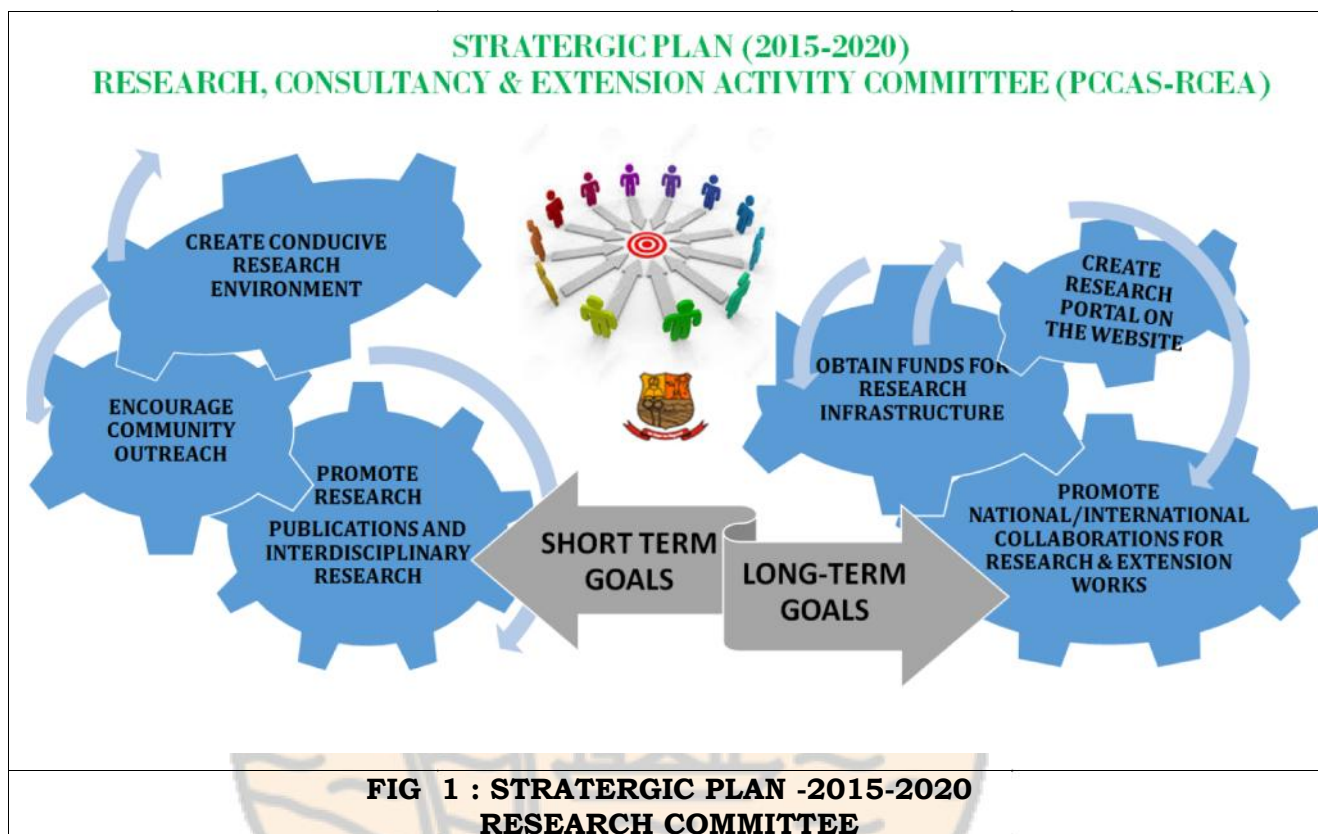 STRATERGIC PLAN (2015-2020)
RESEARCH, CONSULTANCY & EXTENSION ACTIVITY COMMITTEE (PCCAS-RCEA)
CREATE CONDUCIVE
RESEARCH
ENVIRONMENT
ENCOURAGE
COMMUNITY
OUTREACH
PROMOTE
RESEARCH
PUBLICATIONS AND
INTERDISCIPLINARY
RESEARCH
SHORT TERM
GOALS
LONG-TERM
GOALS
OBTAIN FUNDS FOR
RESEARCH
INFRASTRUCTURE
CREATE
RESEARCH
PORTAL ON
THE WEBSITE
PROMOTE
NATIONAL/INTERNATIONAL
COLLABORATIONS FOR
RESEARCH & EXTENSION
WORKS
FIG 1 : STRATERGIC PLAN -2015-2020
RESEARCH COMMITTEE